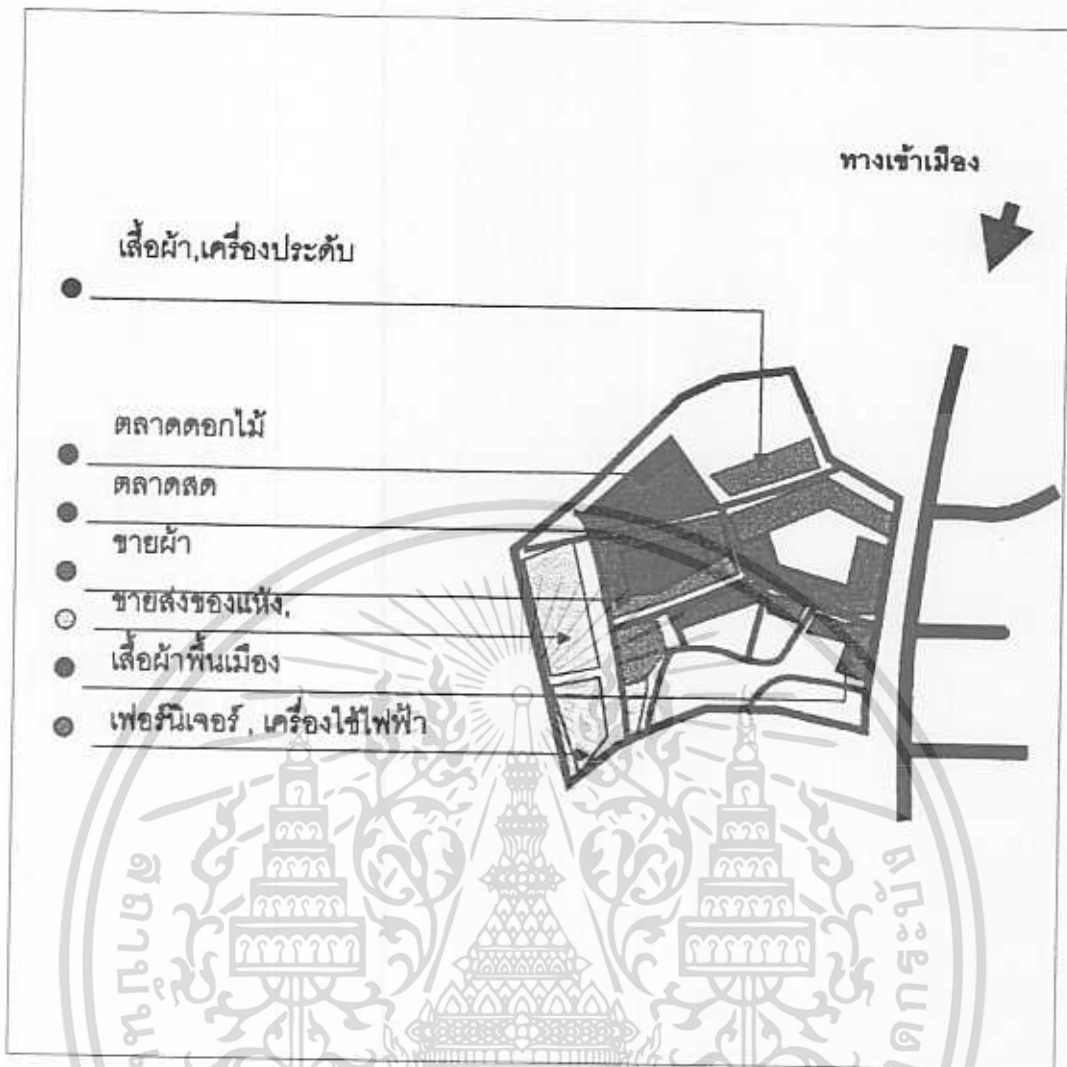 ทางเข้าเมือง
เสื้อผ้า,เครื่องประดับ
ตลาดดอกไม้
ตลาดสด
ขายผ้า
ขายส่งของแห้ง,
เสื้อผ้าพื้นเมือง
เฟอร์นิเจอร์ , เครื่องใช้ไฟฟ้า